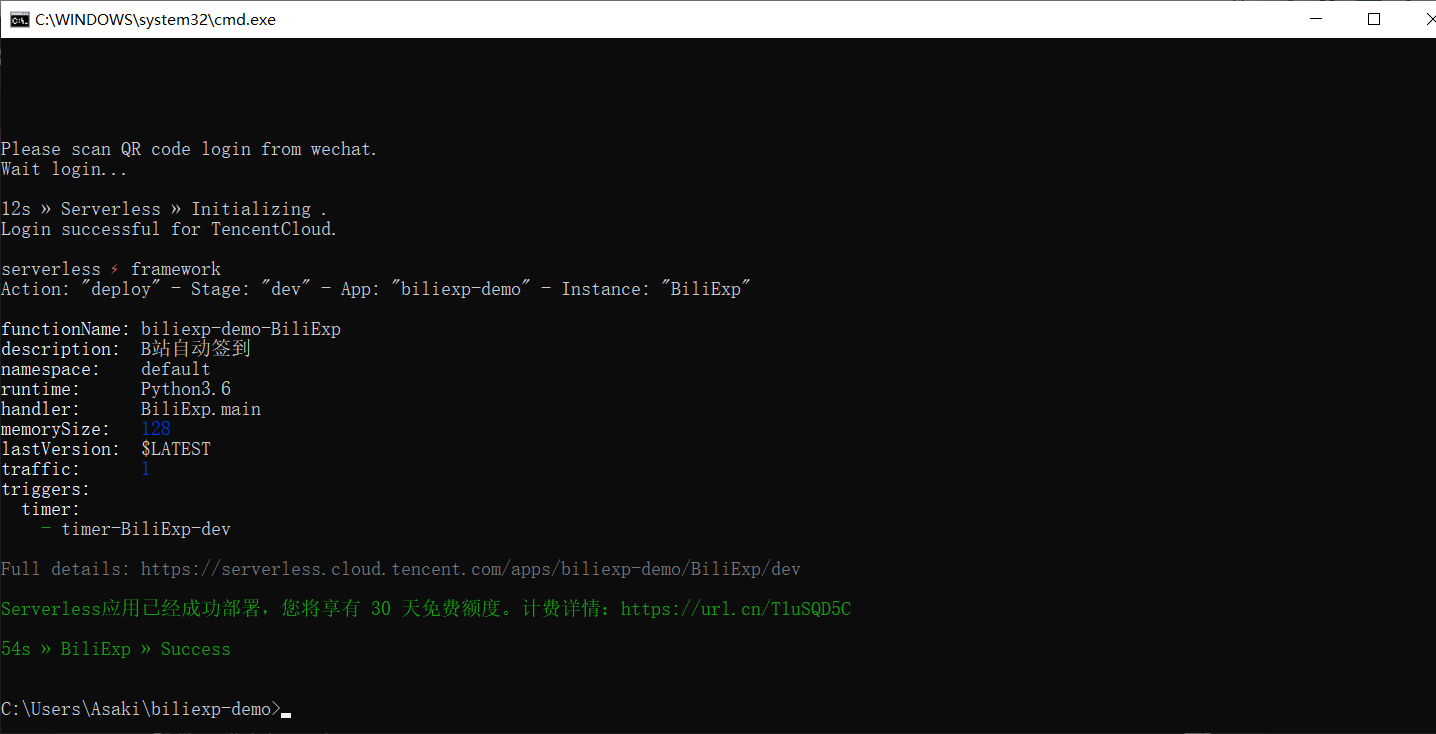 C:\WINDOWS\system32\cmd.exe
Please scan QR code login from wechat.
Wait login...
12s » Serverless » Initializing .
Login successful for TencentCloud.
serverless ⚡ framework
Action: "deploy" - Stage: "dev" - App: "biliexp-demo" - Instance: "BiliExp"
functionName: biliexp-demo-BiliExp
description: B站自动签到
namespace: default
runtime: Python3.6
handler: BiliExp.main
memorySize: 128
lastVersion: $LATEST
traffic: 1
triggers:
timer:
- timer-BiliExp-dev
Full details: https://serverless.cloud.tencent.com/apps/biliexp-demo/BiliExp/dev
Serverless应用已经成功部署，您将享有 30 天免费额度。计费详情：https://url.cn/T1uSQD5C
54s » BiliExp » Success
C:\Users\Asaki\biliexp-demo>